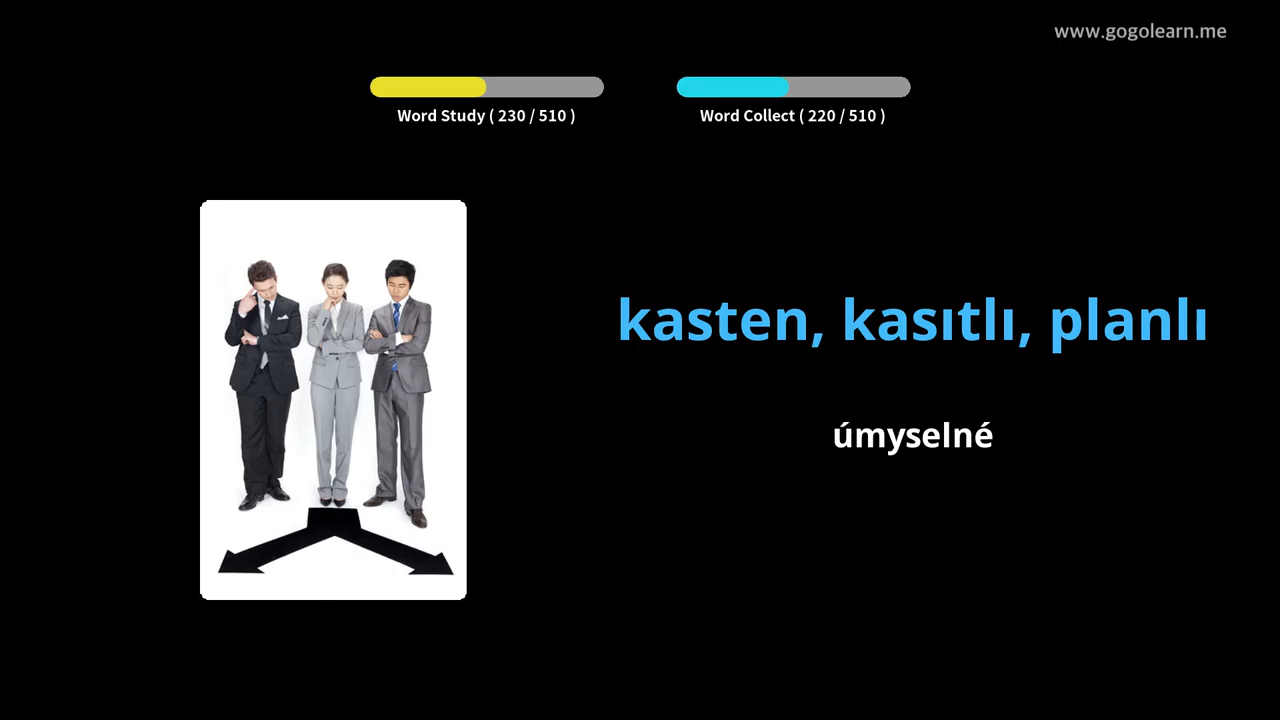 www.gogolearn.me
Word Study ( 230 / 510 )
Word Collect ( 220 / 510 )
kasten, kasıtlı, planlı
úmyselné